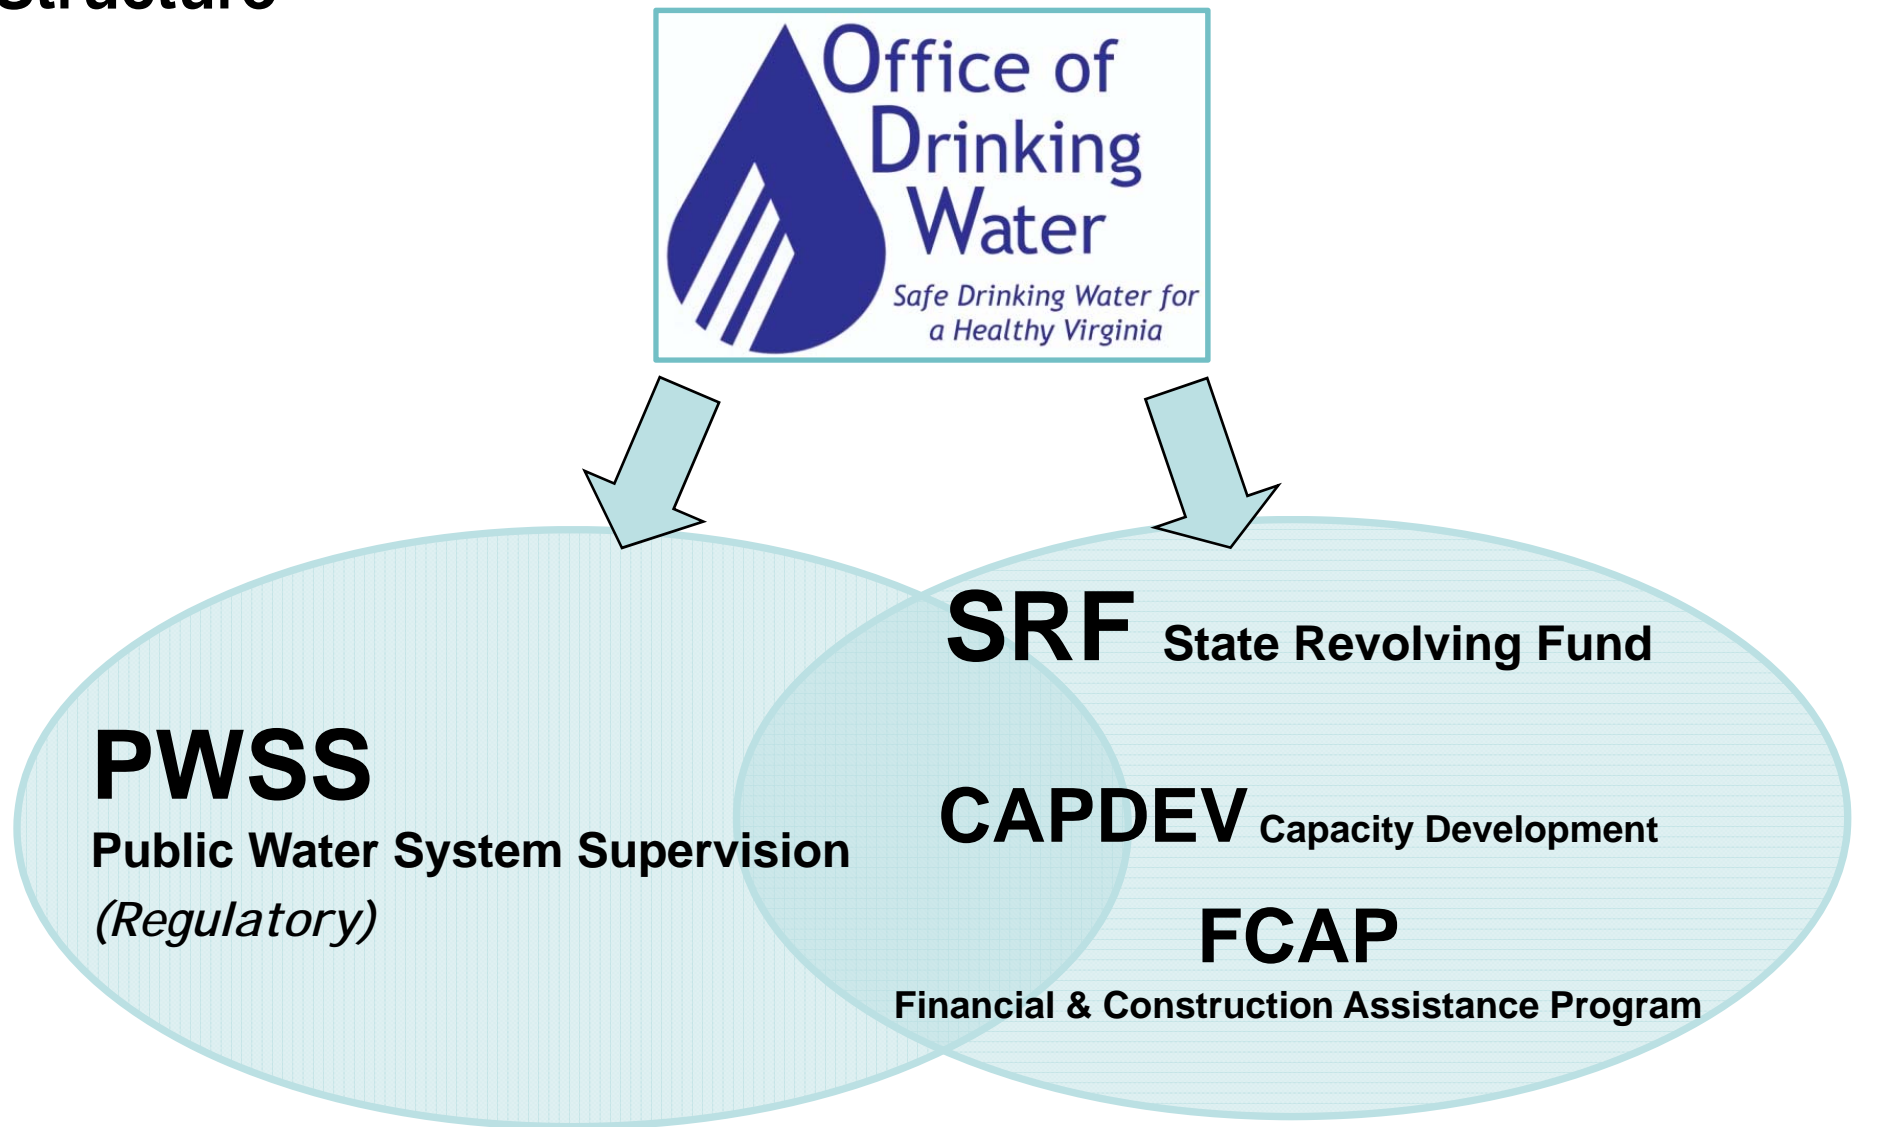 Structure
Office of
Drinking
Water
Safe Drinking Water for
a Healthy Virginia
SRF State Revolving Fund
PWSS
Public Water System Supervision
(Regulatory)
CAPDEV Capacity Development
FCAP
Financial & Construction Assistance Program